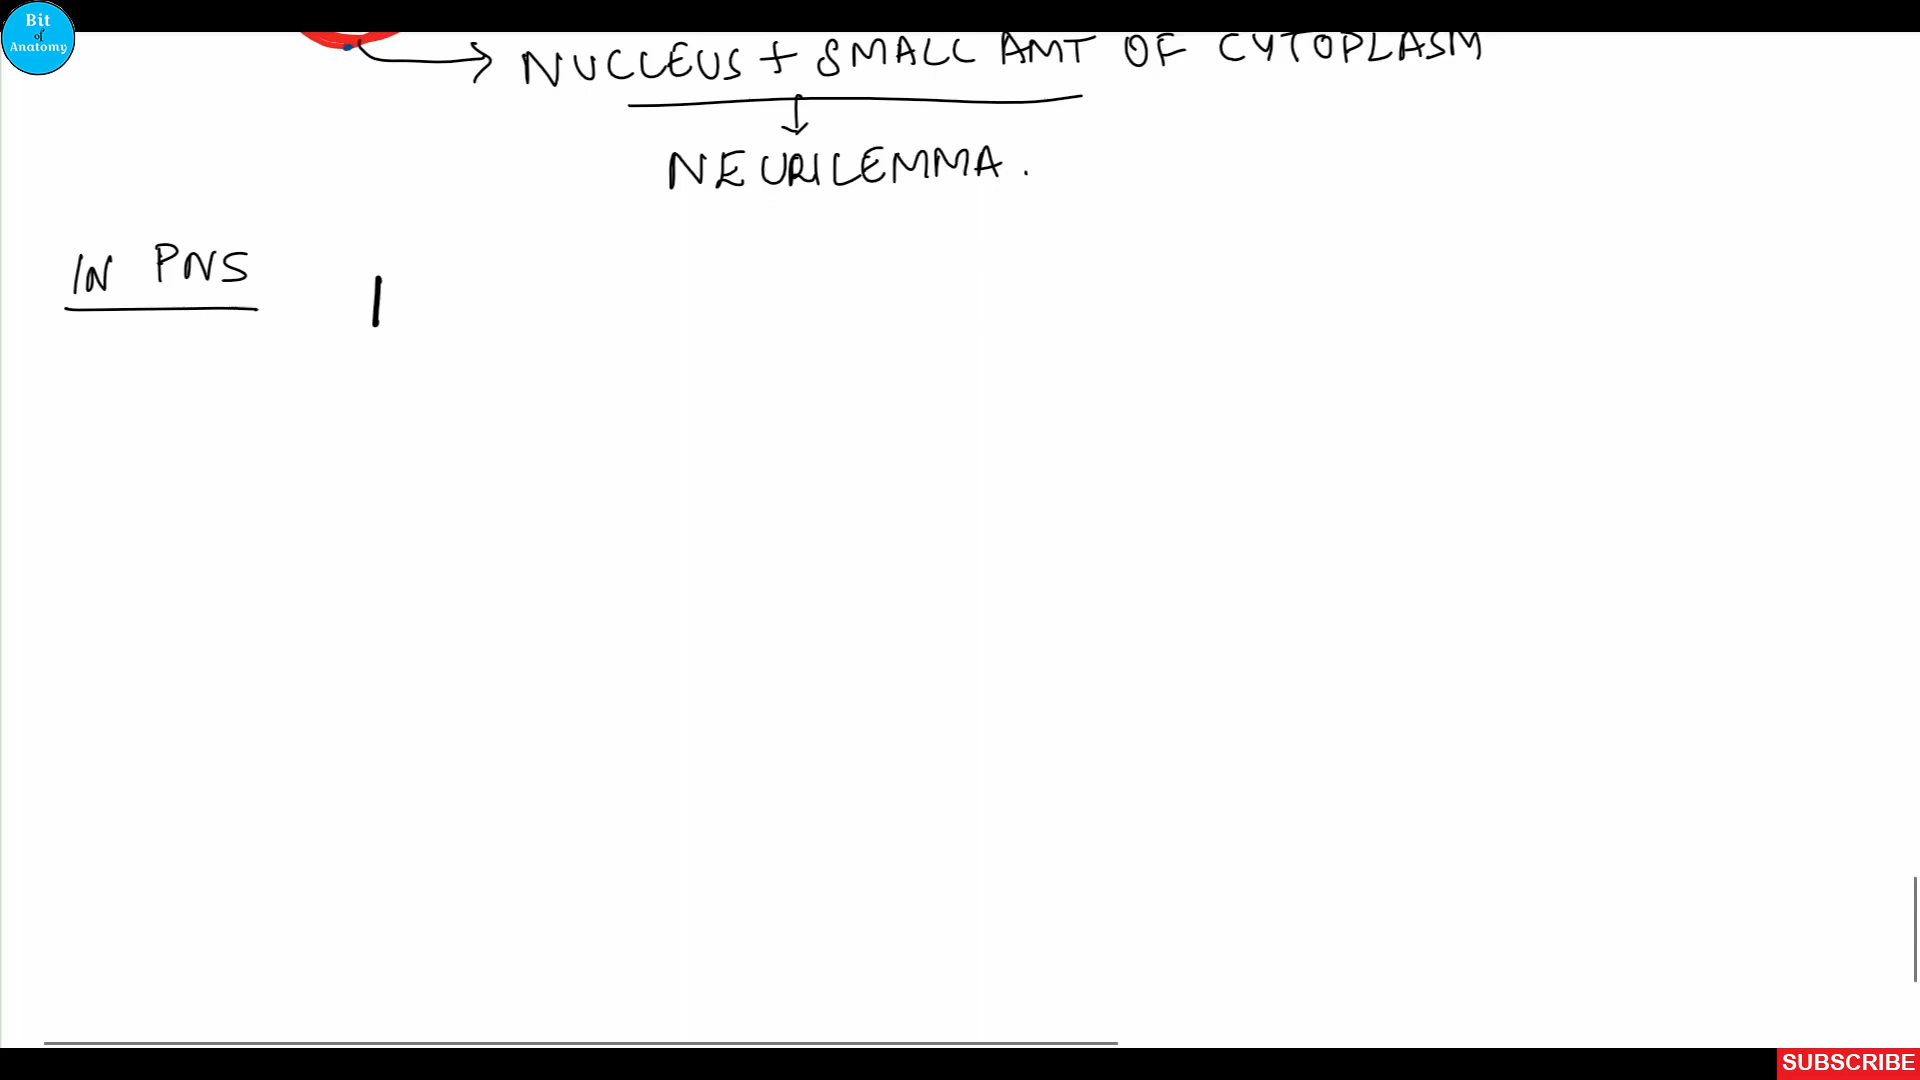 Bit
of
Anatomy
NUCLEUS + SMALL AMT OF CYTOPLASM
NEURILEMMA.
IN PNS
SUBSCRIBE